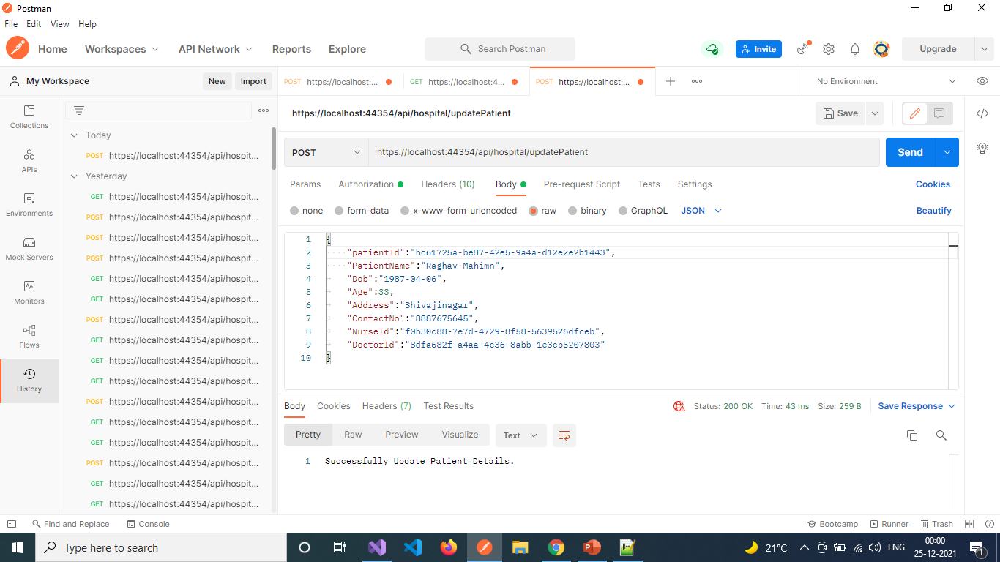 Postman
File Edit View Help
Home Workspaces API Network Reports Explore Search Postman Invite Upgrade
My Workspace New Import POST https://localhost:... GET https://localhost:4... POST https://localhost:... No Environment
Collections
APIs
Environments
Mock Servers
Monitors
Flows
History
Today
POST https://localhost:44354/api/hospit...
Yesterday
GET https://localhost:44354/api/hospit...
POST https://localhost:44354/api/hospit...
POST https://localhost:44354/api/hospit...
POST https://localhost:44354/api/hospit...
GET https://localhost:44354/api/hospit...
GET https://localhost:44354/api/hospit...
POST https://localhost:44354/api/hospit...
GET https://localhost:44354/api/hospit...
GET https://localhost:44354/api/hospit...
GET https://localhost:44354/api/hospit...
POST https://localhost:44354/api/hospit...
GET https://localhost:44354/api/hospit...
GET https://localhost:44354/api/hospit...
POST https://localhost:44354/api/hospit...
GET https://localhost:44354/api/hospit...
GET https://localhost:44354/api/hospit...
https://localhost:44354/api/hospital/updatePatient Save
POST https://localhost:44354/api/hospital/updatePatient Send
Params Authorization Headers (10) Body Pre-request Script Tests Settings Cookies
none form-data x-www-form-urlencoded raw binary GraphQL JSON Beautify
1 {
2 "patientId":"bc61725a-be87-42e5-9a4a-d12e2e2b1443",
3 "PatientName":"Raghav Mahimn",
4 "Dob":"1987-04-06",
5 "Age":33,
6 "Address":"Shivajinagar",
7 "ContactNo":"8887675645",
8 "NurseId":"f0b30c88-7e7d-4729-8f58-5639526dfceb",
9 "DoctorId":"8dfa682f-a4aa-4c36-8abb-1e3cb5207803"
10 }
Body Cookies Headers (7) Test Results Status: 200 OK Time: 43 ms Size: 259 B Save Response
Pretty Raw Preview Visualize Text
1 Successfully Update Patient Details.
Find and Replace Console Bootcamp Runner Trash
Type here to search 21°C ENG 00:00
25-12-2021 1